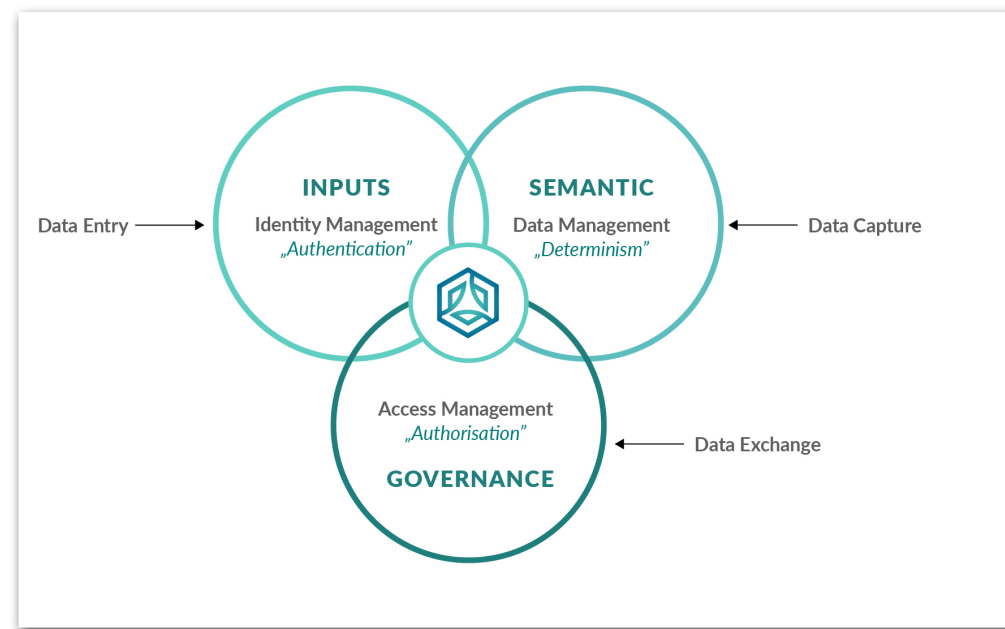 INPUTS
Identity Management
„Authentication”
SEMANTIC
Data Management
„Determinism”
Data Entry
Data Capture
Access Management
„Authorisation”
GOVERNANCE
Data Exchange